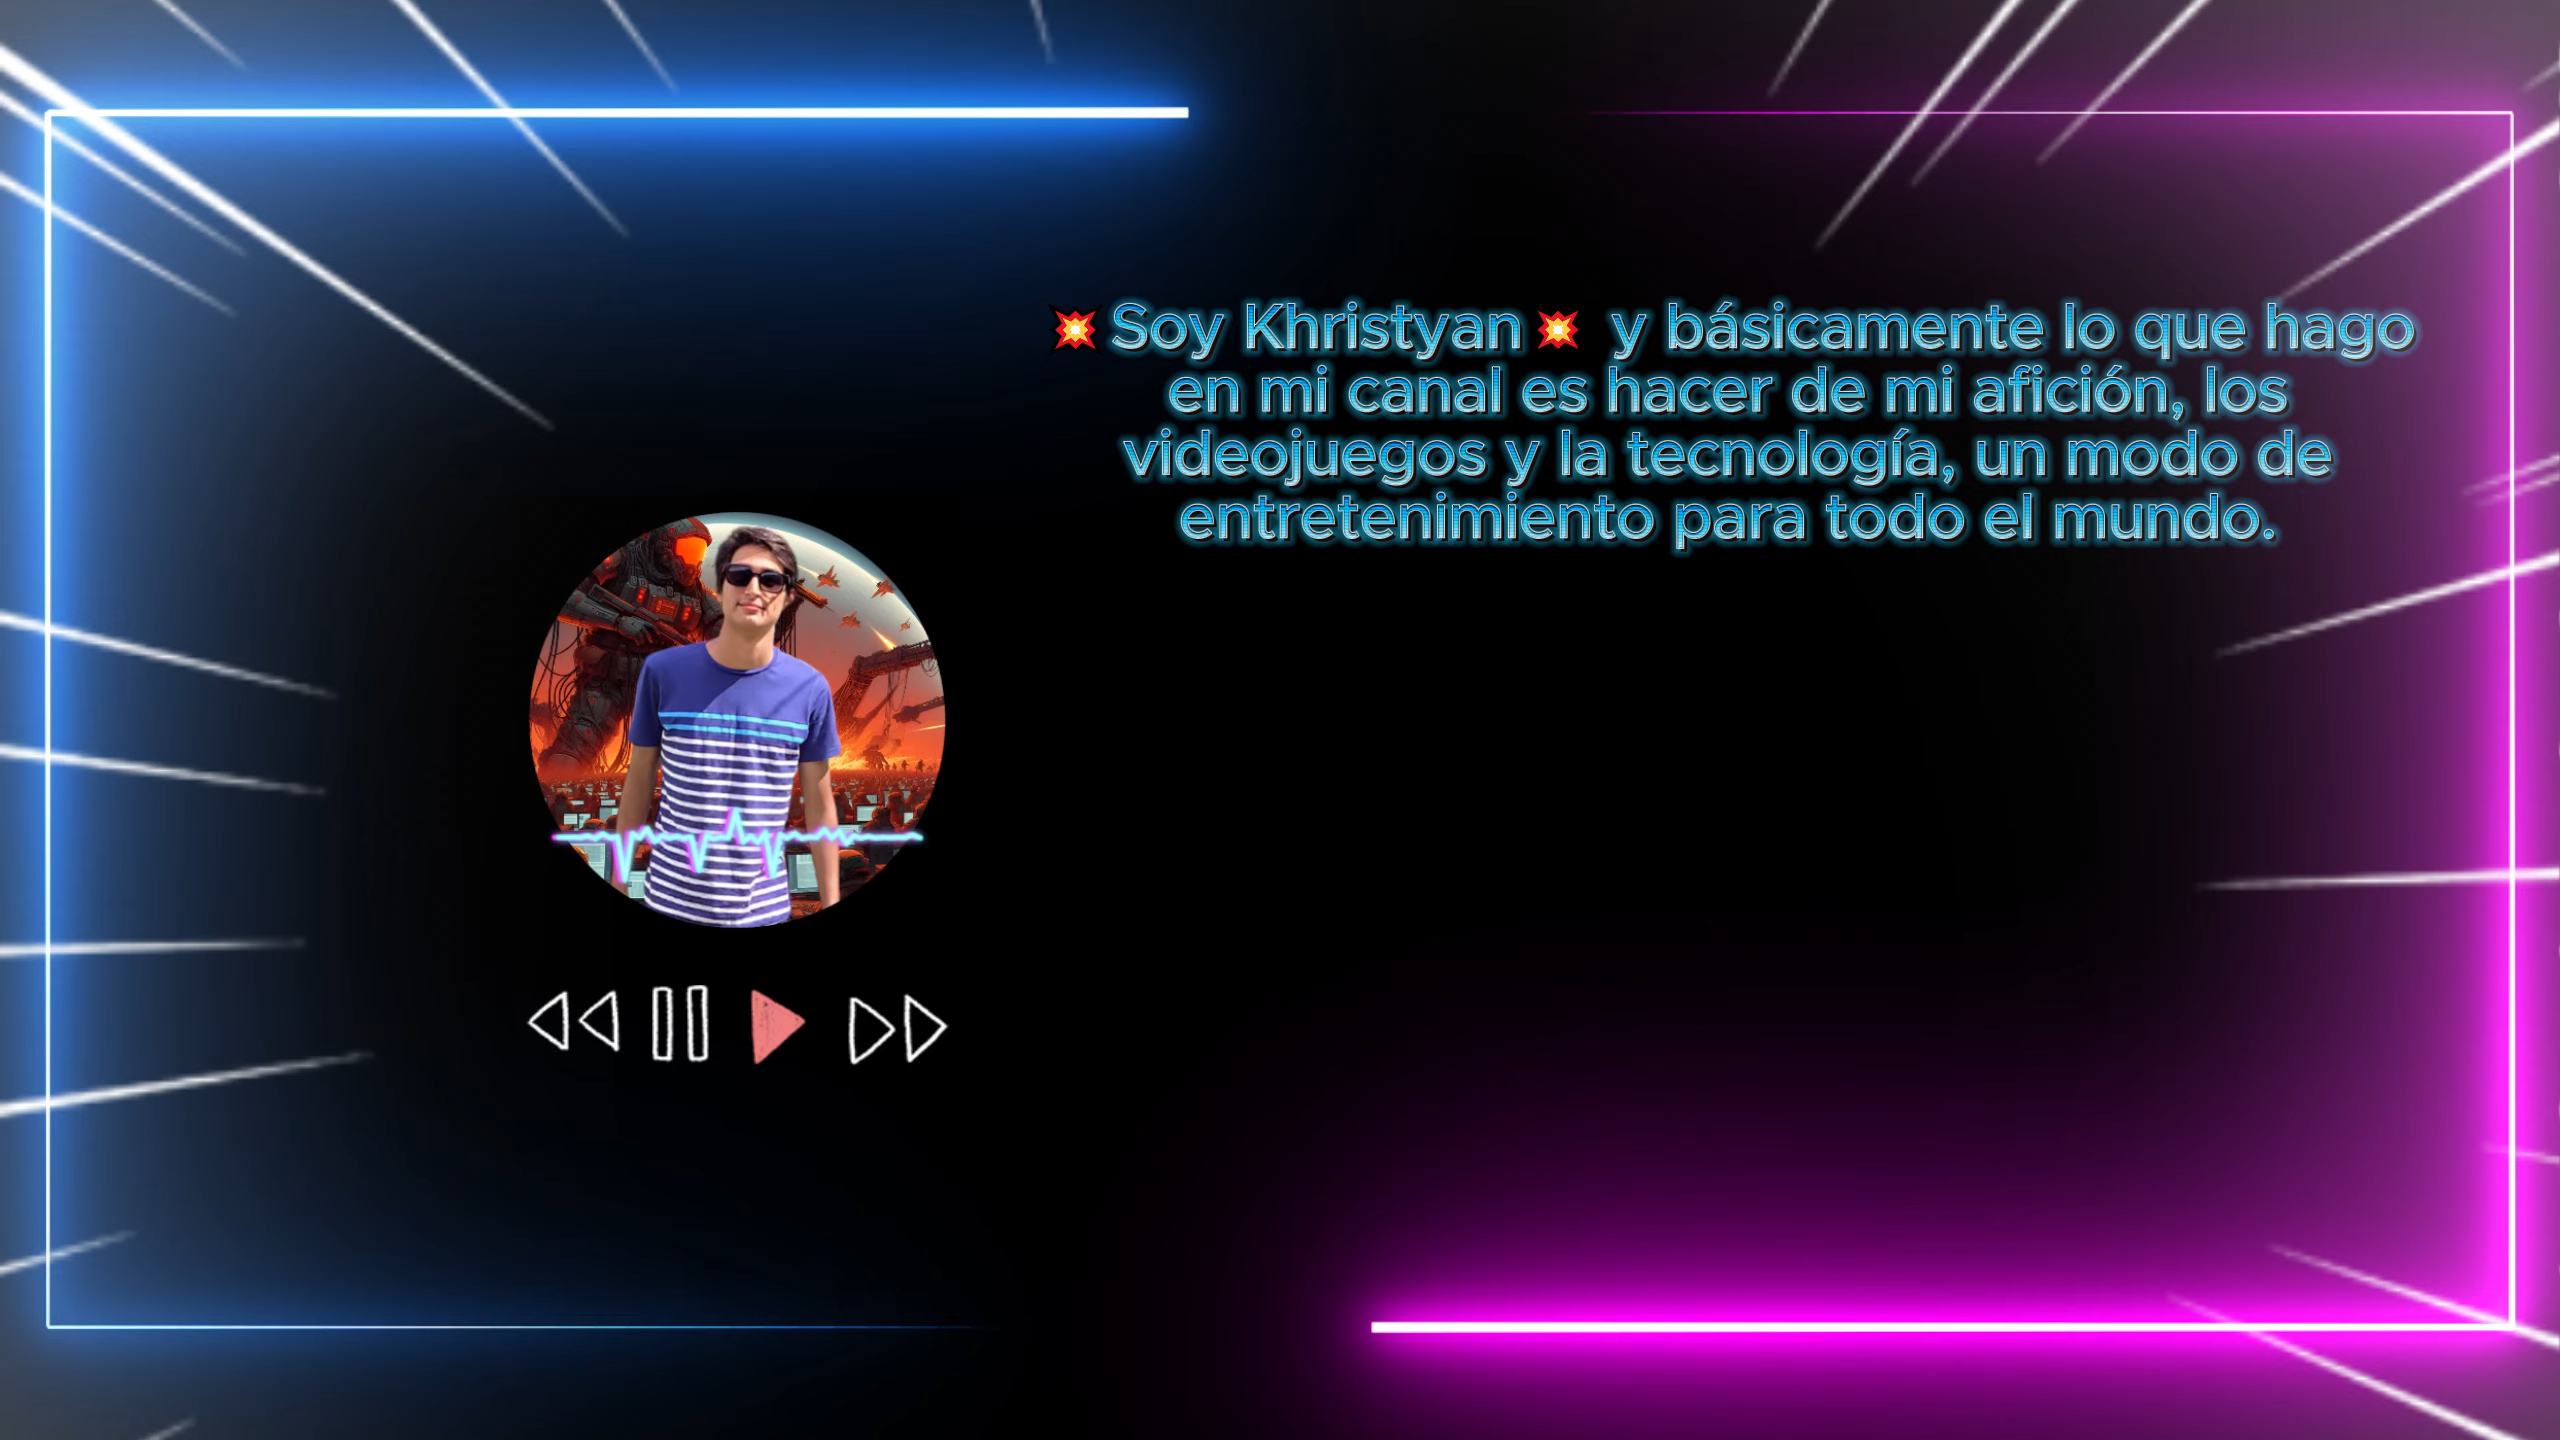 💥Soy Khristyan💥 y básicamente lo que hago
en mi canal es hacer de mi afición, los
videojuegos y la tecnología, un modo de
entretenimiento para todo el mundo.